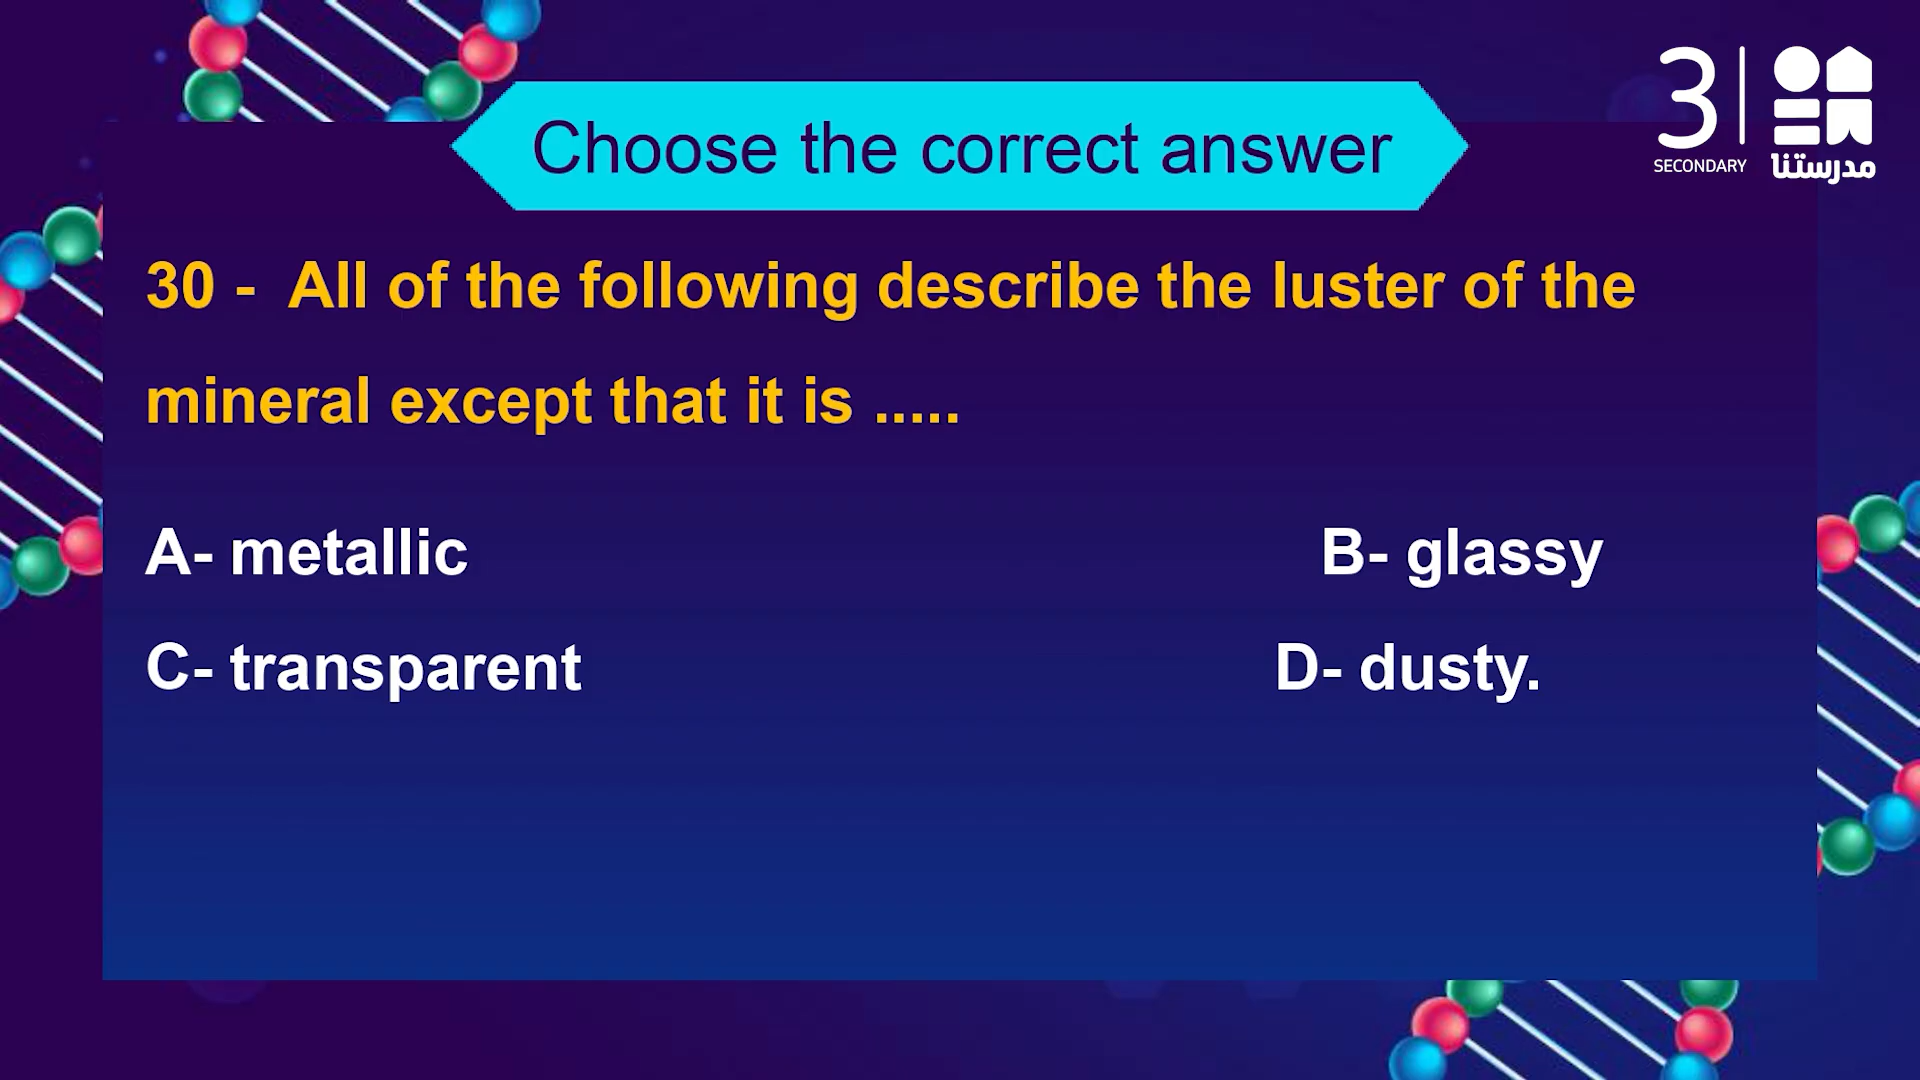 3
SECONDARY
مدرستنا
Choose the correct answer
30 - All of the following describe the luster of the
mineral except that it is .....
A- metallic B- glassy
C- transparent D- dusty.